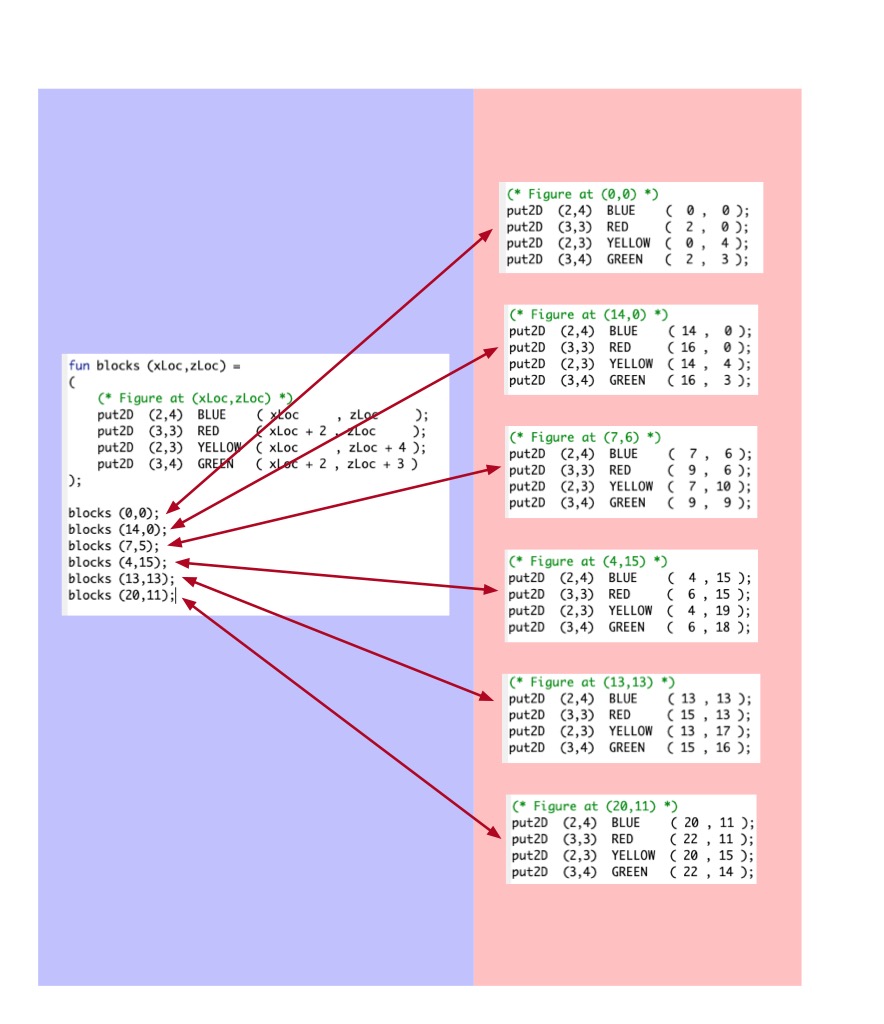 fun blocks (xLoc,zLoc) =
(
(* Figure at (xLoc,zLoc) *)
put2D (2,4) BLUE ( xLoc , zLoc );
put2D (3,3) RED ( xLoc + 2 , zLoc );
put2D (2,3) YELLOW ( xLoc , zLoc + 4 );
put2D (3,4) GREEN ( xLoc + 2 , zLoc + 3 )
);
blocks (0,0);
blocks (14,0);
blocks (7,5);
blocks (4,15);
blocks (13,13);
blocks (20,11);
(* Figure at (0,0) *)
put2D (2,4) BLUE ( 0 , 0 );
put2D (3,3) RED ( 2 , 0 );
put2D (2,3) YELLOW ( 0 , 4 );
put2D (3,4) GREEN ( 2 , 3 );
(* Figure at (14,0) *)
put2D (2,4) BLUE ( 14 , 0 );
put2D (3,3) RED ( 16 , 0 );
put2D (2,3) YELLOW ( 14 , 4 );
put2D (3,4) GREEN ( 16 , 3 );
(* Figure at (7,6) *)
put2D (2,4) BLUE ( 7 , 6 );
put2D (3,3) RED ( 9 , 6 );
put2D (2,3) YELLOW ( 7 , 10 );
put2D (3,4) GREEN ( 9 , 9 );
(* Figure at (4,15) *)
put2D (2,4) BLUE ( 4 , 15 );
put2D (3,3) RED ( 6 , 15 );
put2D (2,3) YELLOW ( 4 , 19 );
put2D (3,4) GREEN ( 6 , 18 );
(* Figure at (13,13) *)
put2D (2,4) BLUE ( 13 , 13 );
put2D (3,3) RED ( 15 , 13 );
put2D (2,3) YELLOW ( 13 , 17 );
put2D (3,4) GREEN ( 15 , 16 );
(* Figure at (20,11) *)
put2D (2,4) BLUE ( 20 , 11 );
put2D (3,3) RED ( 22 , 11 );
put2D (2,3) YELLOW ( 20 , 15 );
put2D (3,4) GREEN ( 22 , 14 );